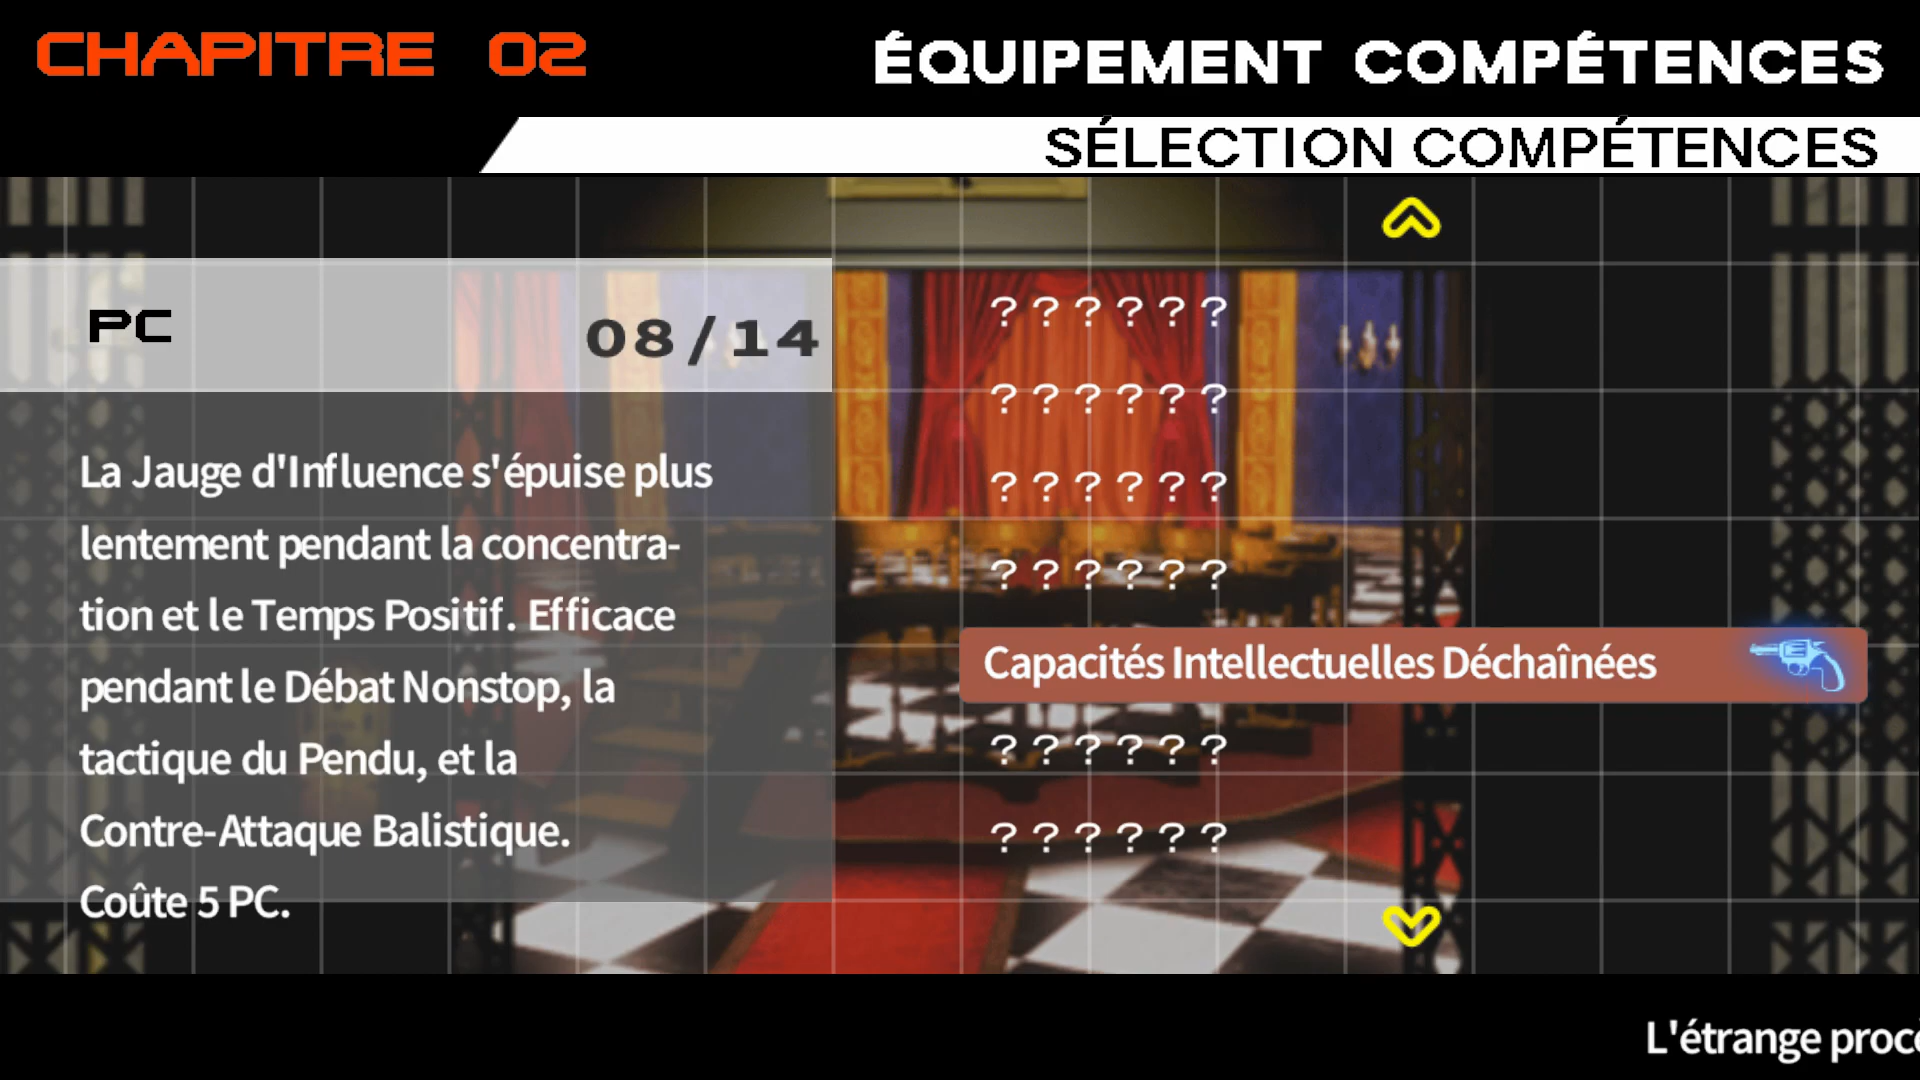 CHAPITRE 02
ÉQUIPEMENT COMPÉTENCES
SÉLECTION COMPÉTENCES
PC 08/14
La Jauge d'Influence s'épuise plus
lentement pendant la concentra-
tion et le Temps Positif. Efficace
pendant le Débat Nonstop, la
tactique du Pendu, et la
Contre-Attaque Balistique.
Coûte 5 PC.
??????
??????
??????
??????
Capacités Intellectuelles Déchaînées
??????
??????
L'étrange